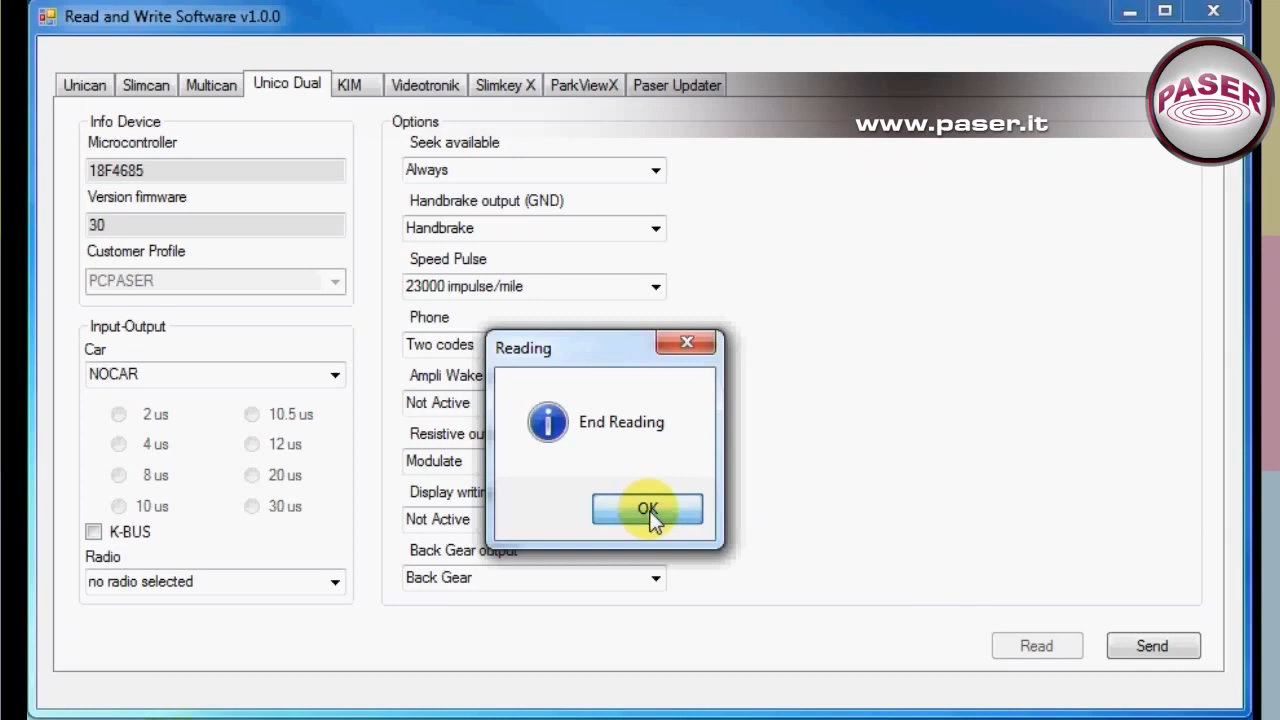 Read and Write Software v1.0.0
PASER
www.paser.it
Unican Slimcan Multican Unico Dual KIM Videotronik Slimkey X ParkViewX Paser Updater
Info Device
Microcontroller
18F4685
Version firmware
30
Customer Profile
PCPASER
Input-Output
Car
NOCAR
2 us 10.5 us
4 us 12 us
8 us 20 us
10 us 30 us
K-BUS
Radio
no radio selected
Options
Seek available
Always
Handbrake output (GND)
Handbrake
Speed Pulse
23000 impulse/mile
Phone
Two codes
Ampli Wake
Not Active
Resistive ou
Modulate
Display writin
Not Active
Back Gear output
Back Gear
Reading
End Reading
OK
Read Send